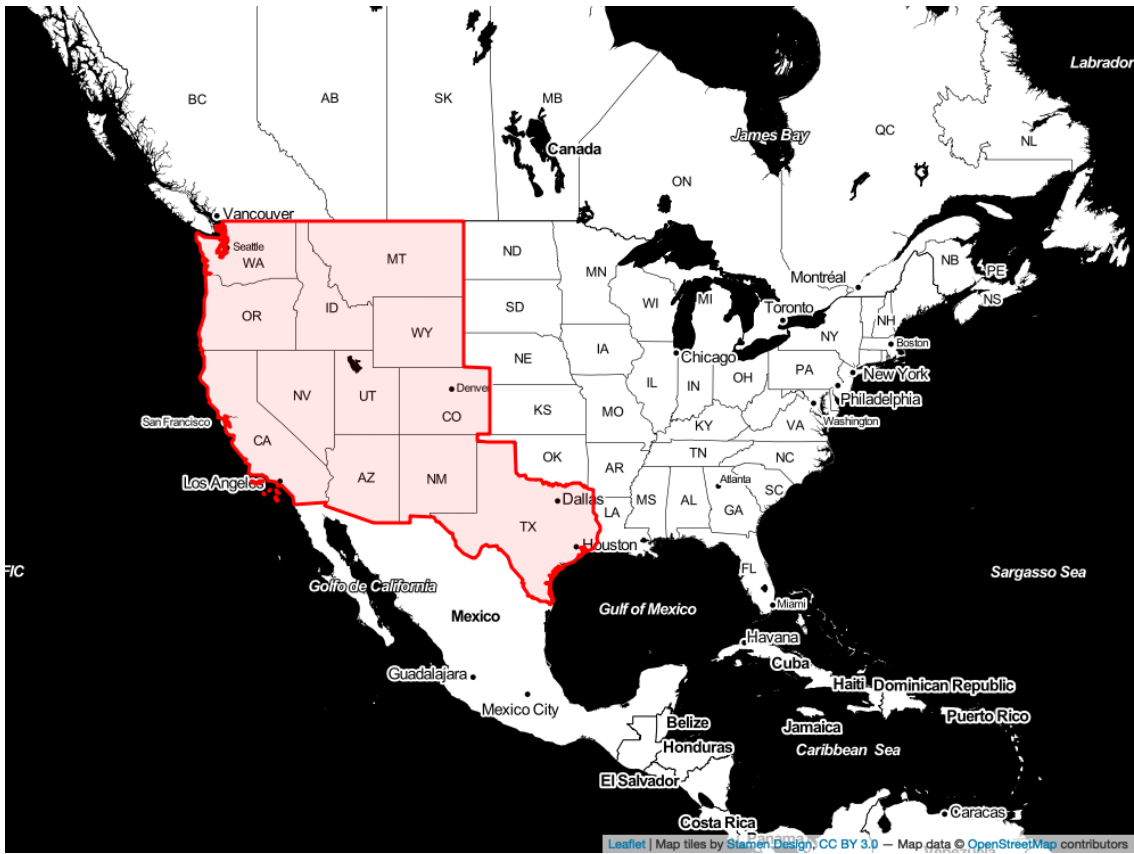 Labrador
BC
AB
SK
MB
James Bay
QC
NL
Canada
ON
Vancouver
Seattle
WA
MT
ND
MN
NB
PE
NS
Montréal
OR
ID
SD
WI
MI
Toronto
NH
WY
NY
Boston
NE
IA
Chicago
PA
New York
Denve
IL
IN
OH
Philadelphia
NV
UT
CO
KS
MO
KY
VA
Washington
San Francisco
CA
TN
NC
OK
AR
AZ
NM
Los Angeles
Atlanta
SC
Dallas
MS
AL
GA
LA
TX
Houston
FL
FIC
Golfo de California
Sargasso Sea
Mexico
Gulf of Mexico
Miami
Havana
Cuba
Guadalajara
Haiti
Dominican Republic
Mexico City
Belize
Jamaica
Puerto Rico
Honduras
Caribbean Sea
El Salvador
Costa Rica
Caracas
Panama
Venezuela
Leaflet | Map tiles by Stamen Design, CC BY 3.0 — Map data © OpenStreetMap contributors